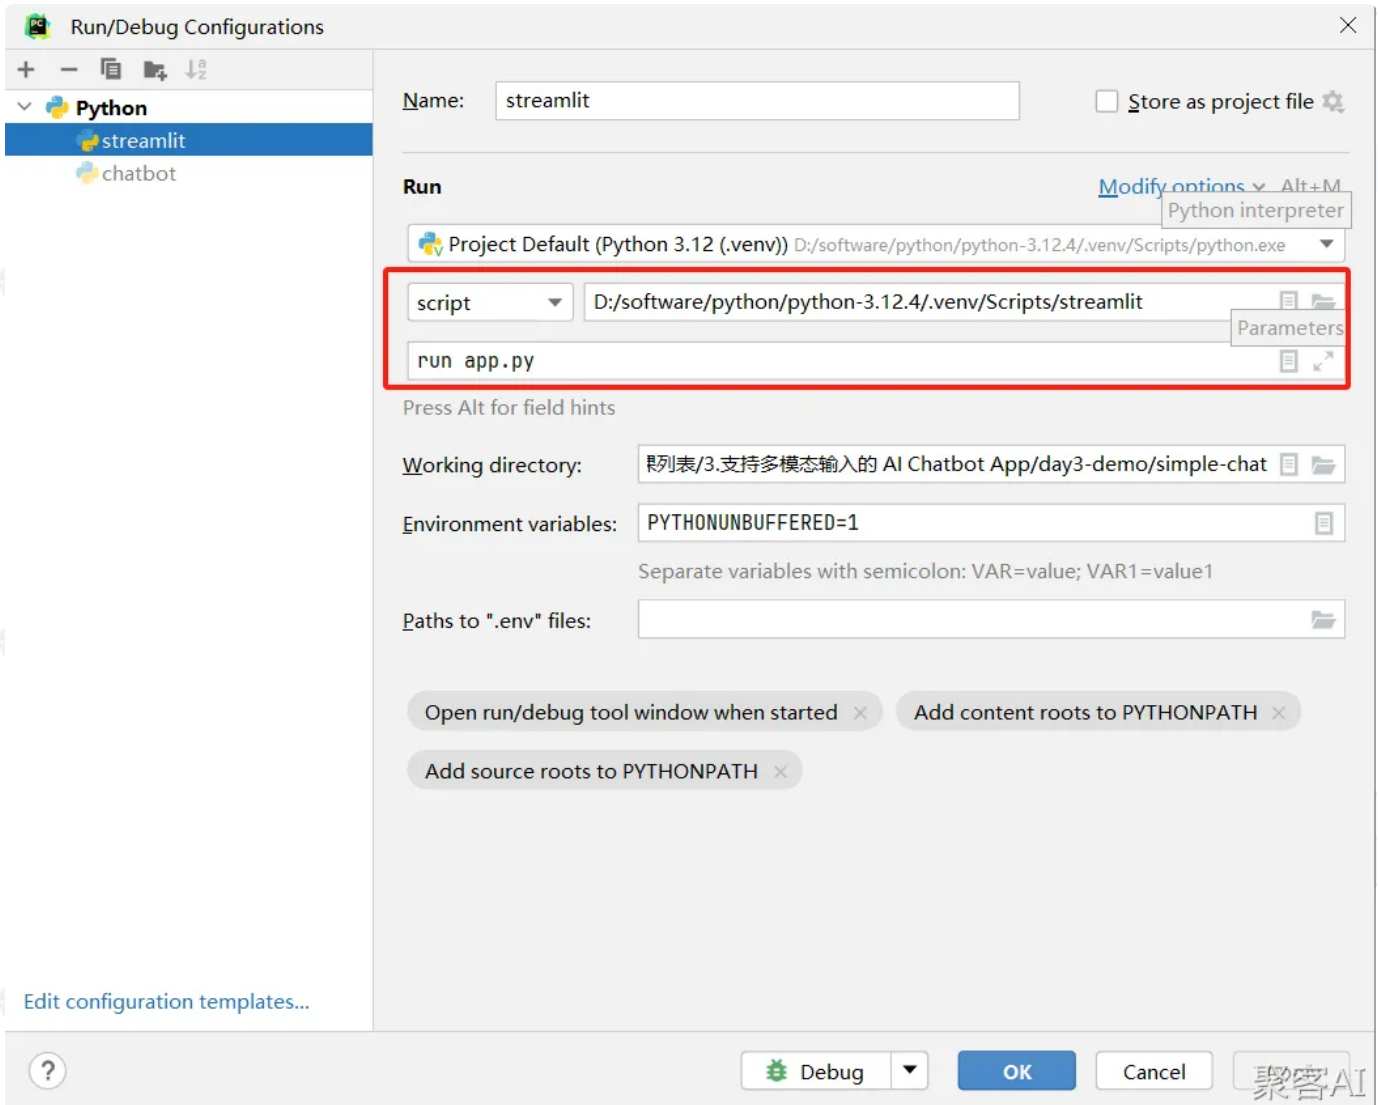 Run/Debug Configurations
Python
streamlit
chatbot
Name: streamlit
Store as project file
Run
Modify options Alt+M
Python interpreter
Project Default (Python 3.12 (.venv)) D:/software/python/python-3.12.4/.venv/Scripts/python.exe
script D:/software/python/python-3.12.4/.venv/Scripts/streamlit
Parameters
run app.py
Press Alt for field hints
Working directory: 列表/3.支持多模态输入的 AI Chatbot App/day3-demo/simple-chat
Environment variables: PYTHONUNBUFFERED=1
Separate variables with semicolon: VAR=value; VAR1=value1
Paths to ".env" files:
Open run/debug tool window when started
Add content roots to PYTHONPATH
Add source roots to PYTHONPATH
Edit configuration templates...
? Debug OK Cancel
聚客AI